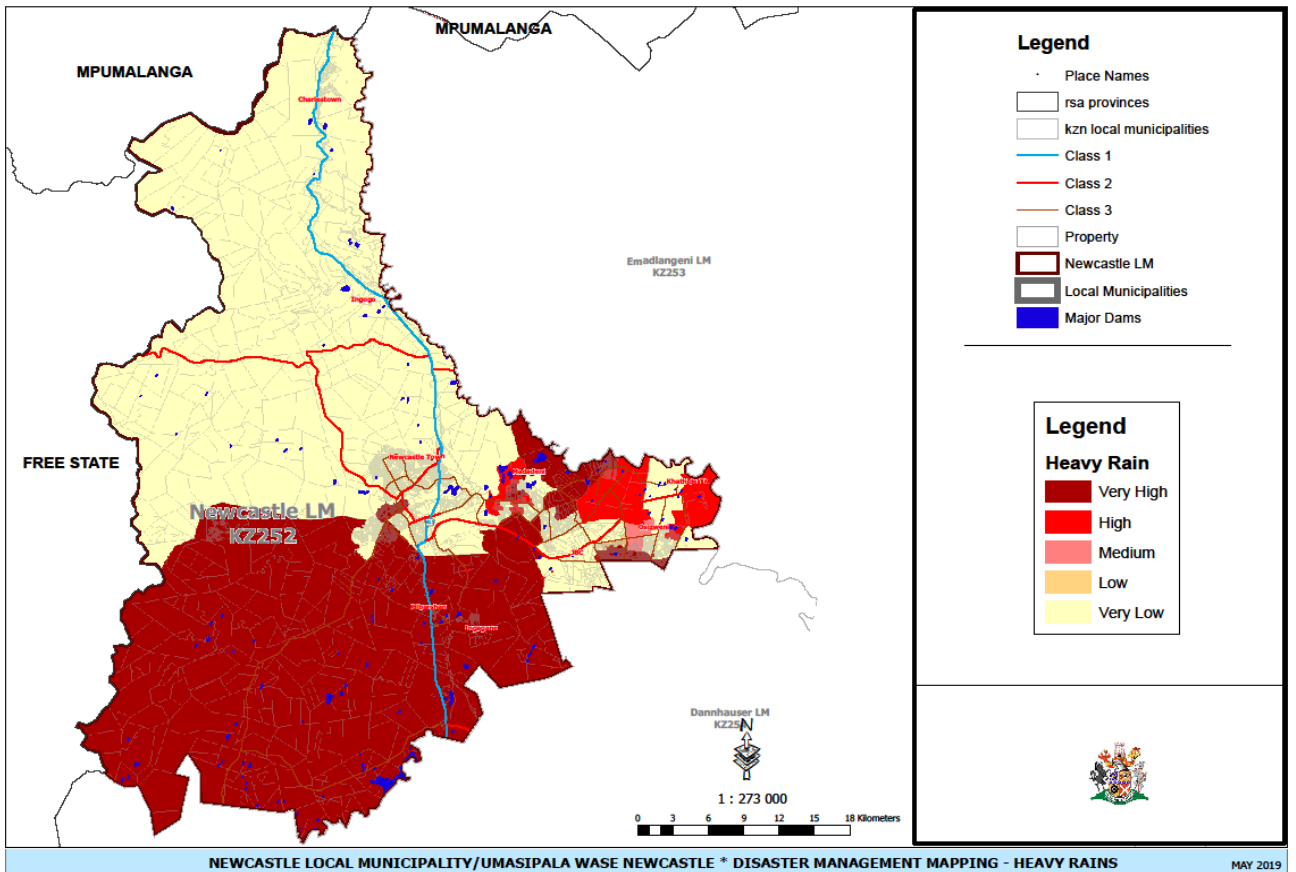 MPUMALANGA
MPUMALANGA
Charlestown
Emadlangeni LM
KZ253
Ingogo
FREE STATE
Newcastle Town
Madadeni
Newcastle LM
KZ252
Osizweni
JBC
Kilbarchan
Ingagane
Dannhauser LM
N
1 : 273 000
0 3 6 9 12 15 18 Kilometers
Legend
Place Names
rsa provinces
kzn local municipalities
Class 1
Class 2
Class 3
Property
Newcastle LM
Local Municipalities
Major Dams
Legend
Heavy Rain
Very High
High
Medium
Low
Very Low
NEWCASTLE LOCAL MUNICIPALITY/UMASIPALA WASE NEWCASTLE * DISASTER MANAGEMENT MAPPING - HEAVY RAINS
MAY 2019